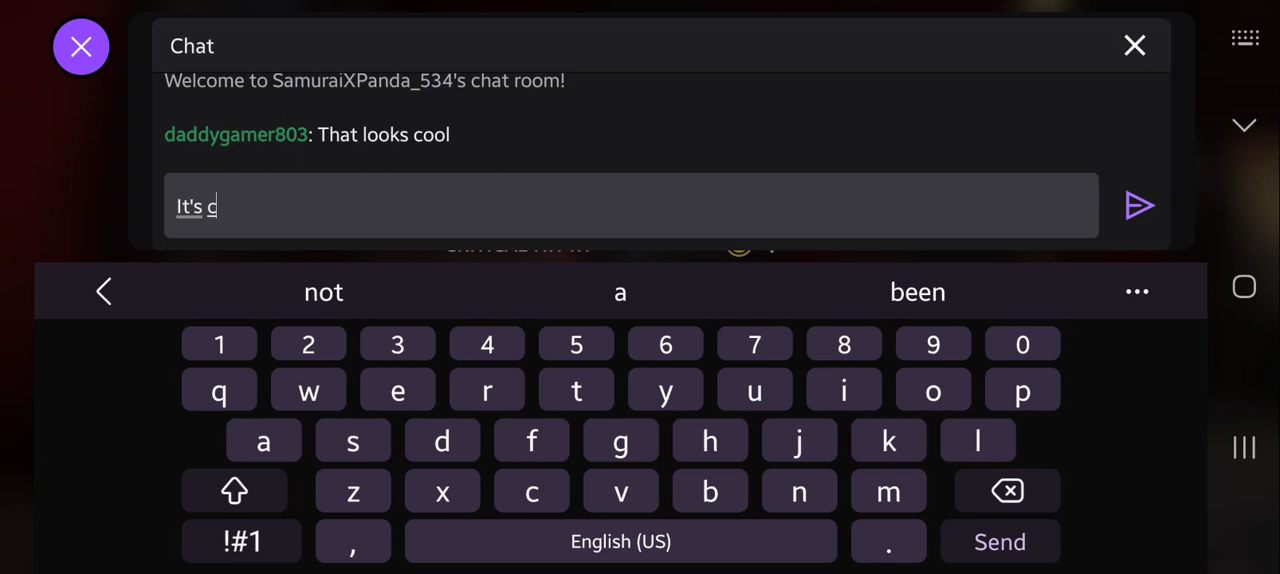 Chat
Welcome to SamuraiXPanda_534's chat room!
daddygamer803: That looks cool
It's c
not a been ...
1 2 3 4 5 6 7 8 9 0
q w e r t y u i o p
a s d f g h j k l
z x c v b n m
!#1 , English (US) . Send